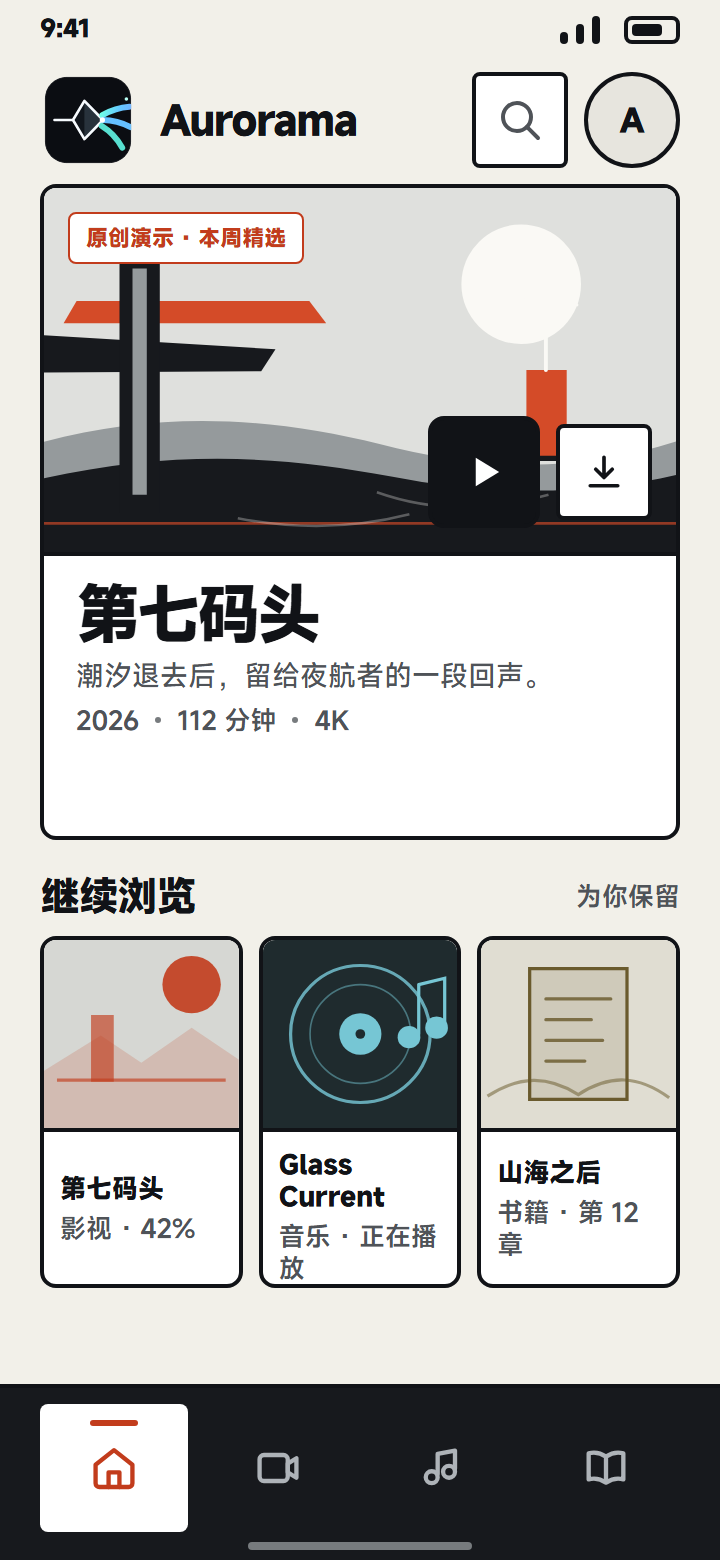 9:41
Aurorama
A
原创演示 · 本周精选
第七码头
潮汐退去后，留给夜航者的一段回声。
2026 • 112 分钟 • 4K
继续浏览
为你保留
第七码头
影视 · 42%
Glass
Current
音乐 · 正在播
放
山海之后
书籍 · 第 12
章